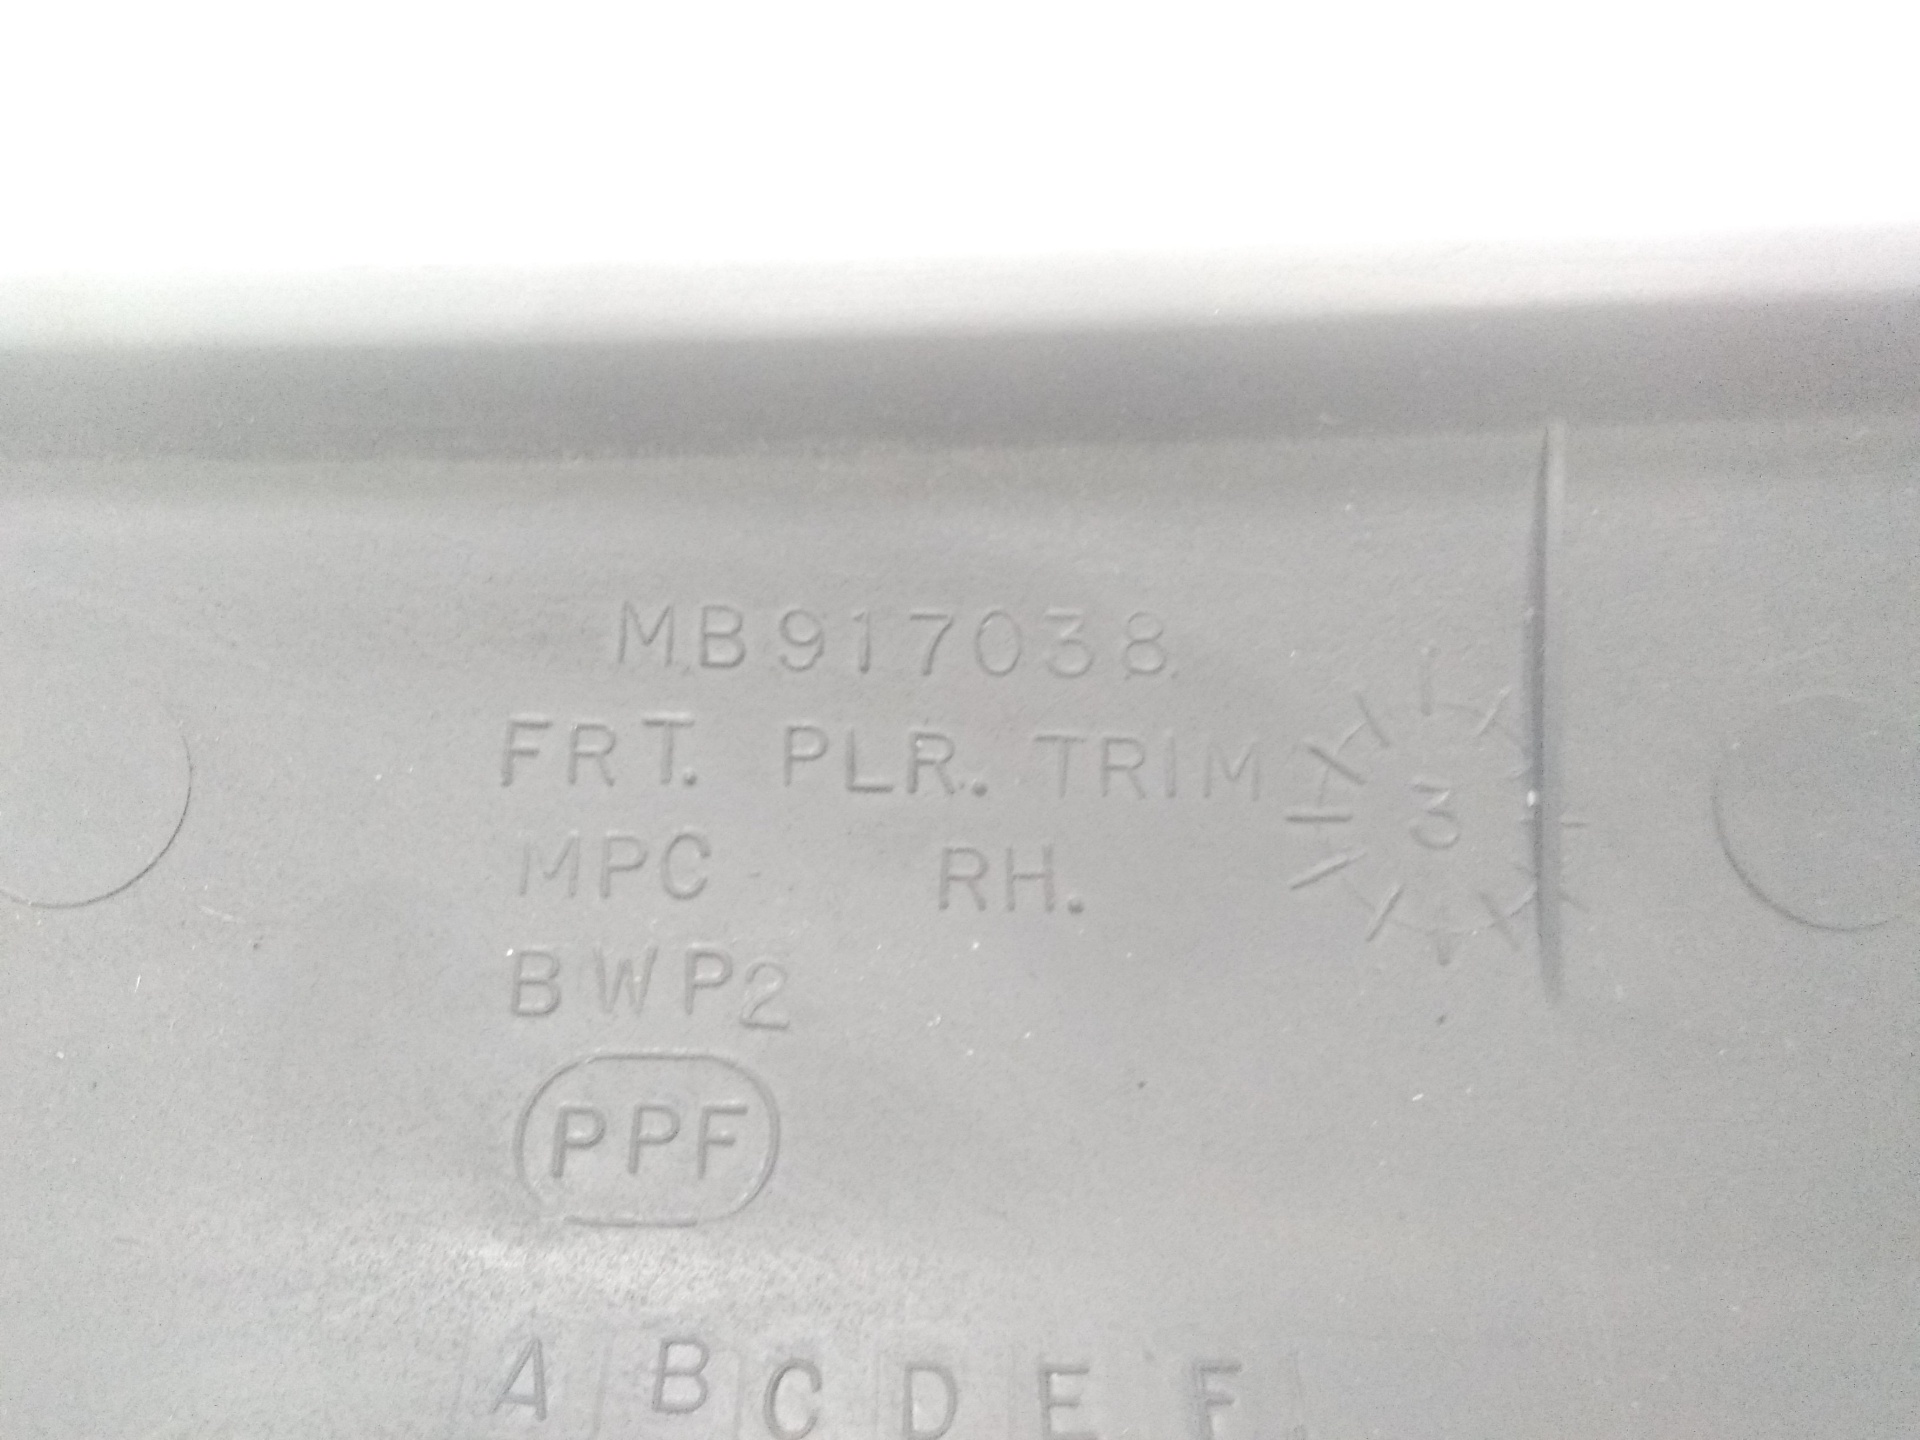 MB917038
FRT. PLR. TRIM
3
MPC RH.
BWP2
PPF
A B C D E F